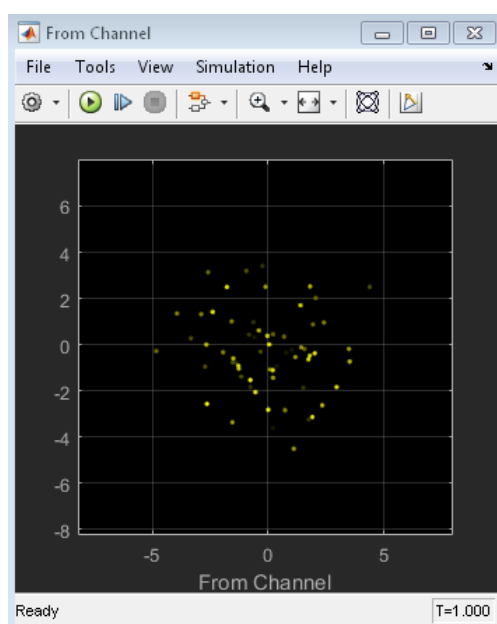 From Channel
File Tools View Simulation Help
6
4
2
0
-2
-4
-6
-8
-5 0 5
From Channel
Ready T=1.000